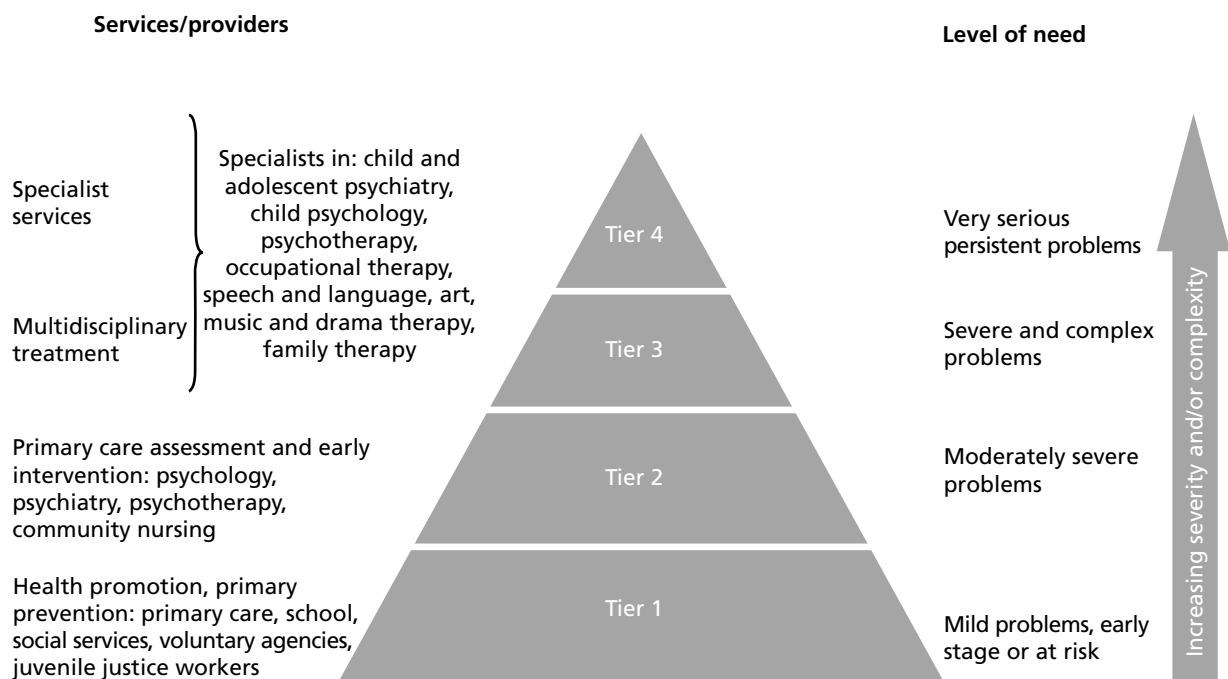 Services/providers
Level of need
Specialist
services
Specialists in: child and
adolescent psychiatry,
child psychology,
psychotherapy,
occupational therapy,
speech and language, art,
music and drama therapy,
family therapy
Tier 4
Very serious
persistent problems
Multidisciplinary
treatment
Tier 3
Severe and complex
problems
Primary care assessment and early
intervention: psychology,
psychiatry, psychotherapy,
community nursing
Tier 2
Moderately severe
problems
Health promotion, primary
prevention: primary care, school,
social services, voluntary agencies,
juvenile justice workers
Tier 1
Mild problems, early
stage or at risk
Increasing severity and/or complexity